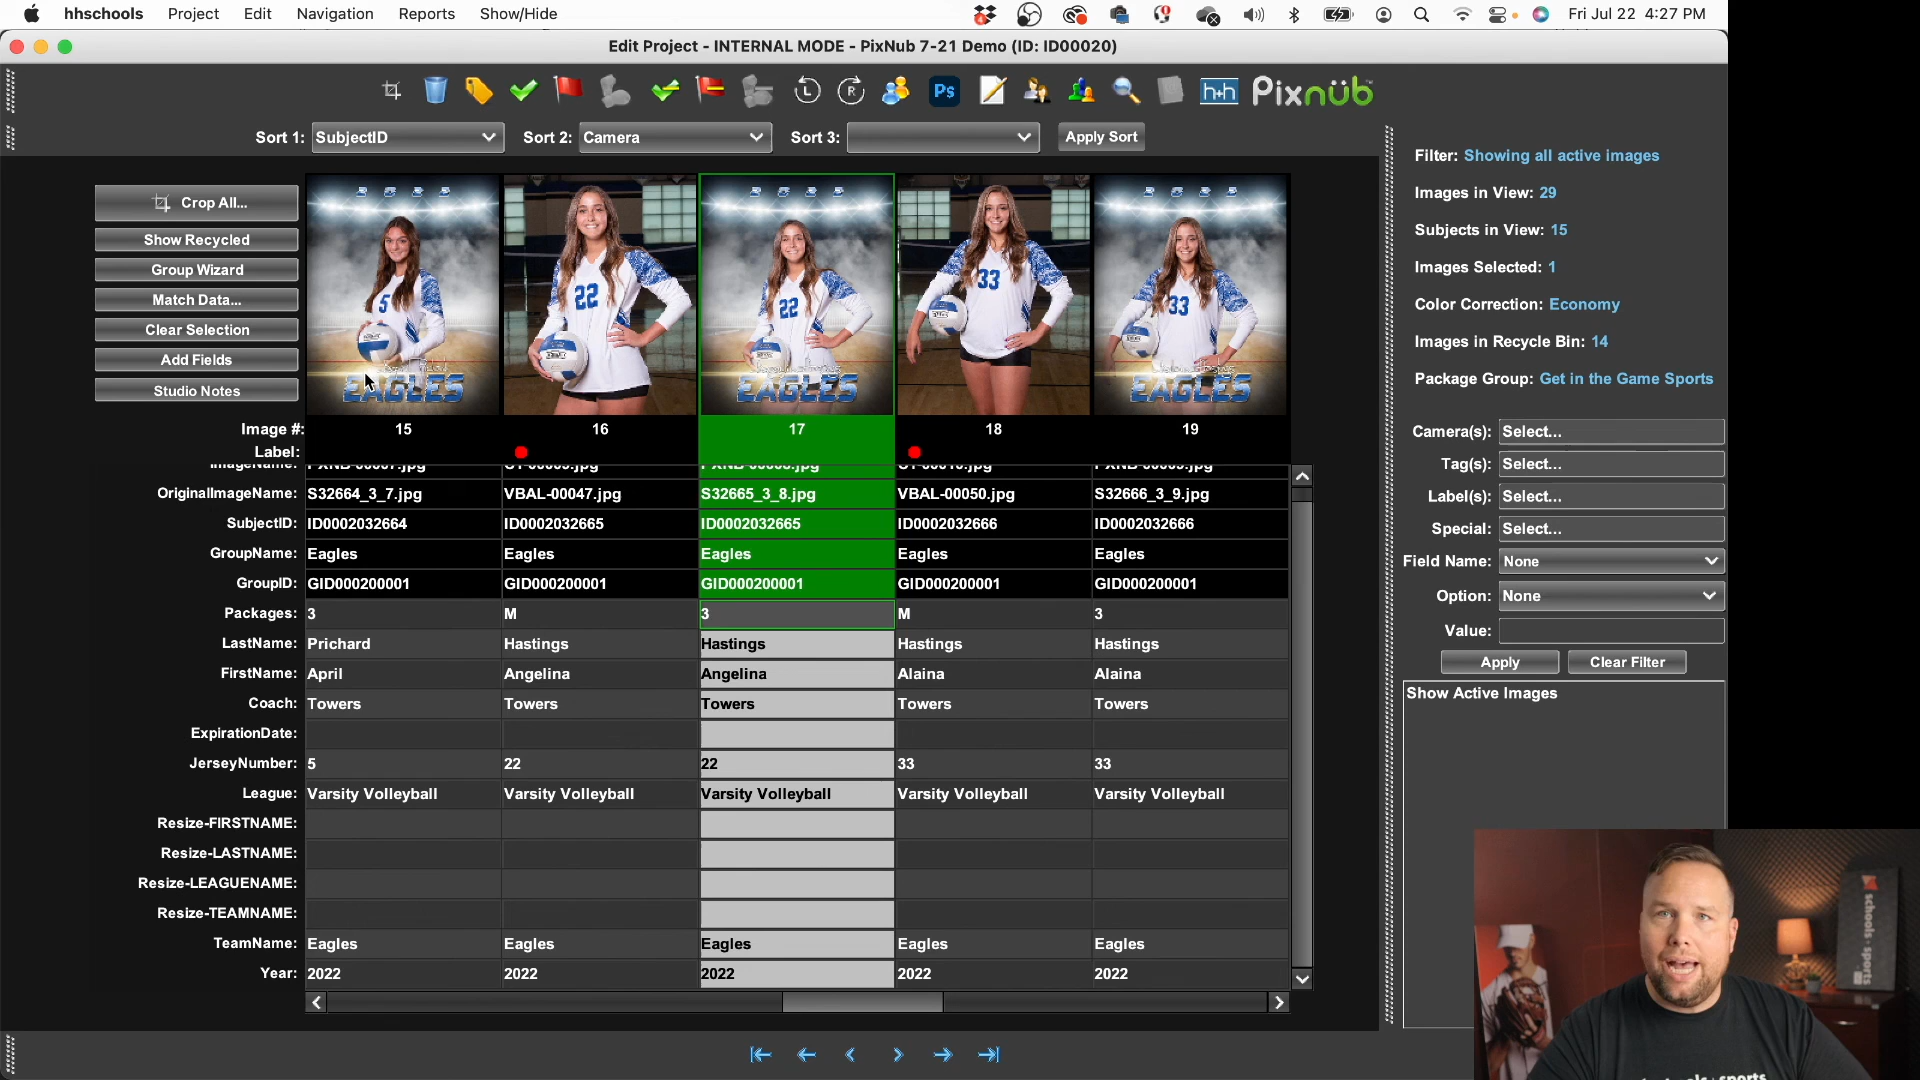 hhschools Project Edit Navigation Reports Show/Hide Fri Jul 22 4:27 PM
Edit Project - INTERNAL MODE - PixNub 7-21 Demo (ID: ID00020)
L R Ps h+h Pixnüb
Sort 1: SubjectID Sort 2: Camera Sort 3: Apply Sort
Crop All...
Show Recycled
Group Wizard
Match Data...
Clear Selection
Add Fields
Studio Notes
5 22 22 33 33
EAGLES EAGLES EAGLES
Image #: 15 16 17 18 19
Label:
OriginalImageName: S32664_3_7.jpg VBAL-00047.jpg S32665_3_8.jpg VBAL-00050.jpg S32666_3_9.jpg
SubjectID: ID0002032664 ID0002032665 ID0002032665 ID0002032666 ID0002032666
GroupName: Eagles Eagles Eagles Eagles Eagles
GroupID: GID000200001 GID000200001 GID000200001 GID000200001 GID000200001
Packages: 3 M 3 M 3
LastName: Prichard Hastings Hastings Hastings Hastings
FirstName: April Angelina Angelina Alaina Alaina
Coach: Towers Towers Towers Towers Towers
ExpirationDate:
JerseyNumber: 5 22 22 33 33
League: Varsity Volleyball Varsity Volleyball Varsity Volleyball Varsity Volleyball Varsity Volleyball
Resize-FIRSTNAME:
Resize-LASTNAME:
Resize-LEAGUENAME:
Resize-TEAMNAME:
TeamName: Eagles Eagles Eagles Eagles Eagles
Year: 2022 2022 2022 2022 2022
Filter: Showing all active images
Images in View: 29
Subjects in View: 15
Images Selected: 1
Color Correction: Economy
Images in Recycle Bin: 14
Package Group: Get in the Game Sports
Camera(s): Select...
Tag(s): Select...
Label(s): Select...
Special: Select...
Field Name: None
Option: None
Value:
Apply Clear Filter
Show Active Images
schools · sports